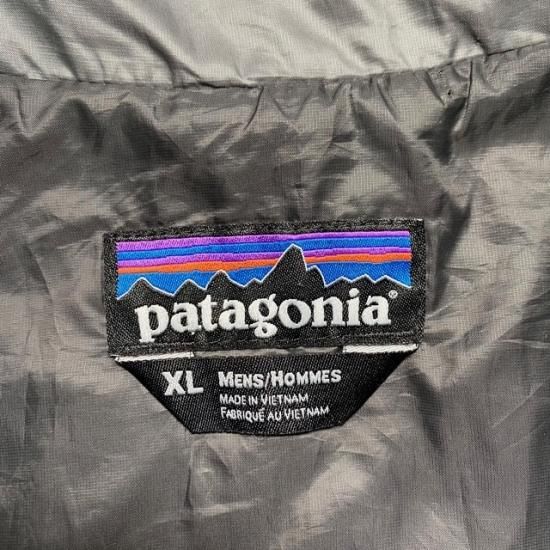 patagonia®
XL MENS/HOMMES
MADE IN VIETNAM
FABRIQUÉ AU VIETNAM